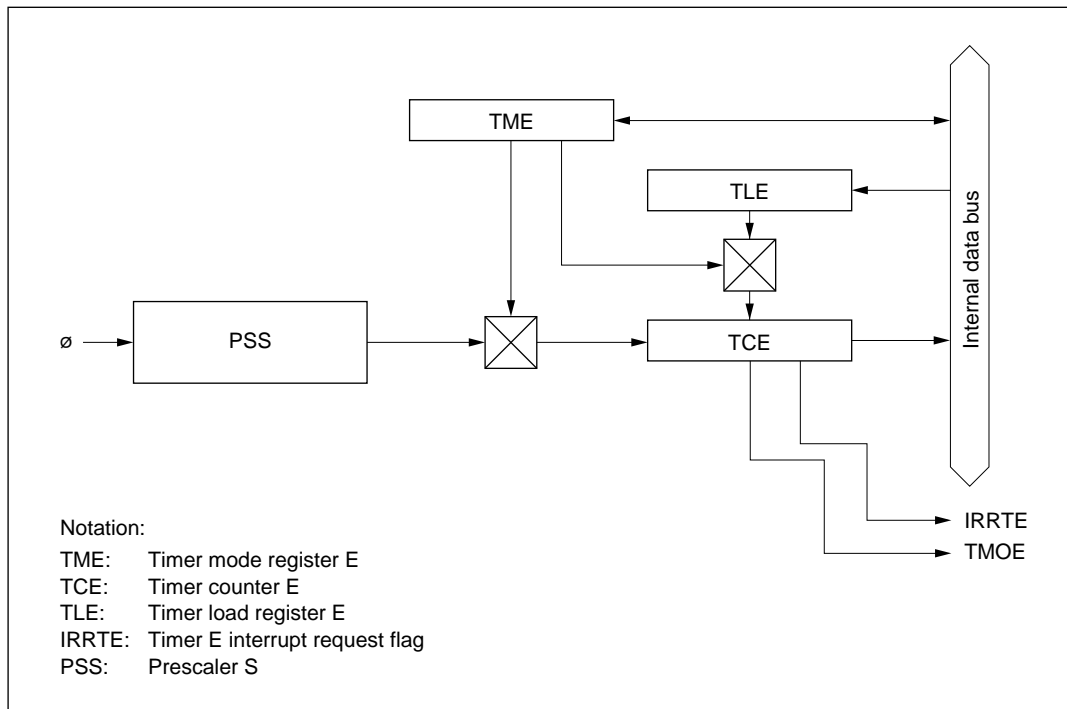 TME
TLE
Internal data bus
ø
PSS
TCE
IRRTE
TMOE
Notation:
TME: Timer mode register E
TCE: Timer counter E
TLE: Timer load register E
IRRTE: Timer E interrupt request flag
PSS: Prescaler S